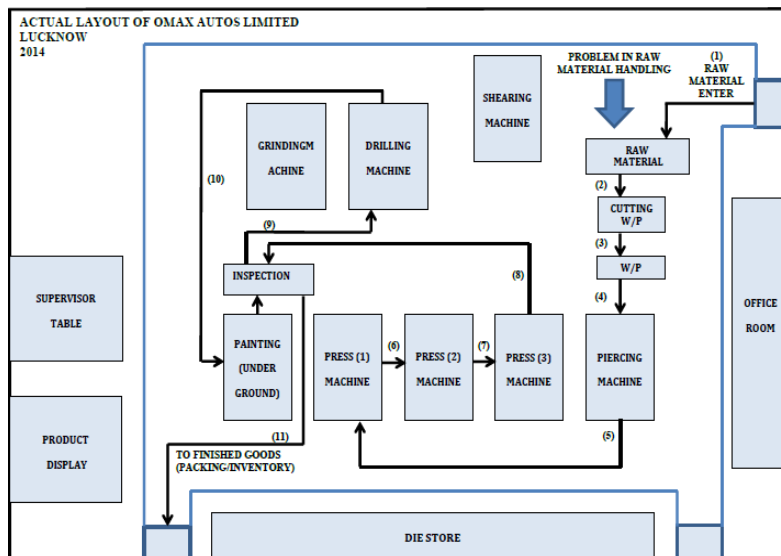 ACTUAL LAYOUT OF OMAX AUTOS LIMITED
LUCKNOW
2014
PROBLEM IN RAW
MATERIAL HANDLING
(1)
RAW
MATERIAL
ENTER
SHEARING
MACHINE
GRINDINGM
ACHINE
DRILLING
MACHINE
RAW
MATERIAL
(10)
(2)
CUTTING
W/P
(9)
(3)
INSPECTION
(8)
W/P
(4)
SUPERVISOR
TABLE
OFFICE
ROOM
PAINTING
(UNDER
GROUND)
PRESS (1)
MACHINE
(6)
PRESS (2)
MACHINE
(7)
PRESS (3)
MACHINE
PIERCING
MACHINE
PRODUCT
DISPLAY
(11)
(5)
TO FINISHED GOODS
(PACKING/INVENTORY)
DIE STORE